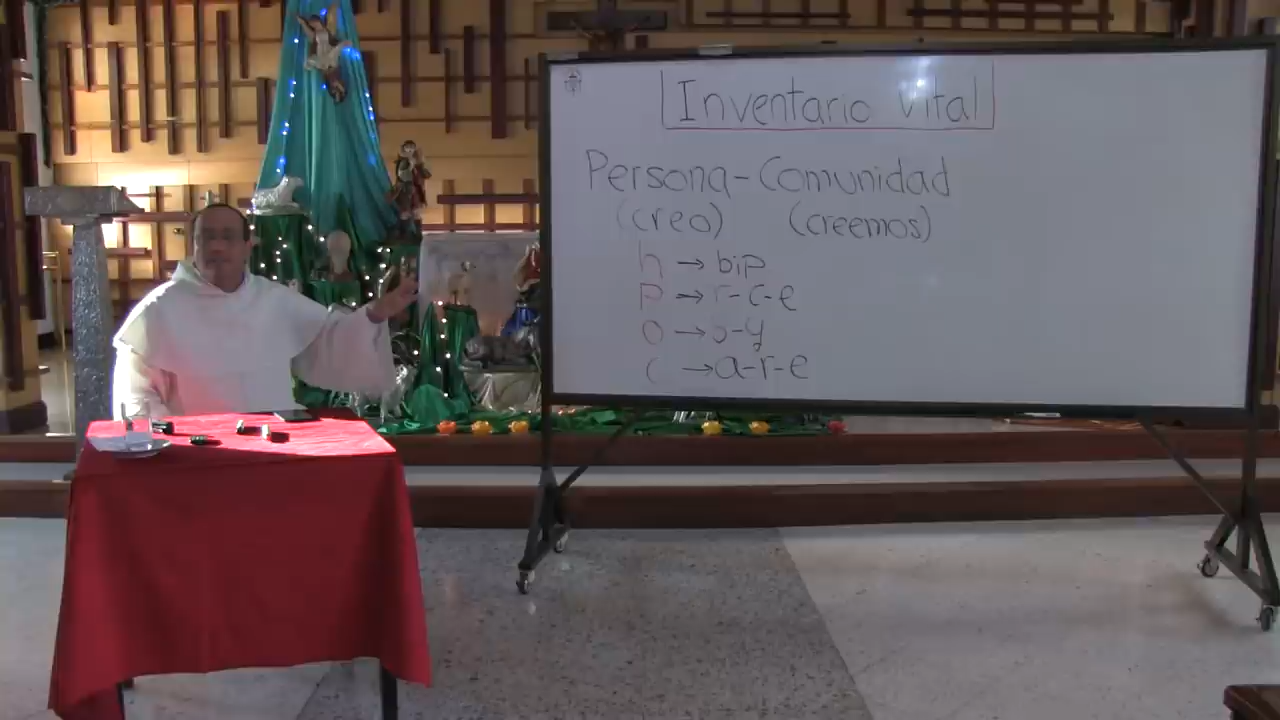 Inventario vital
Persona - Comunidad
(creo) (creemos)
h → bip
p → r-c-e
o → s-y
c → a-r-e